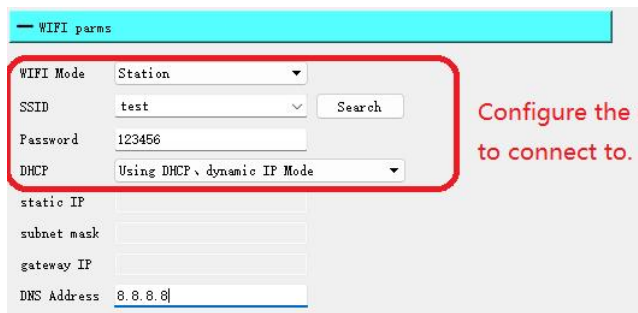 WIFI parms
WIFI Mode Station
SSID test Search
Password 123456
DHCP Using DHCP、dynamic IP Mode
static IP
subnet mask
gateway IP
DNS Address 8.8.8.8
Configure the
to connect to.